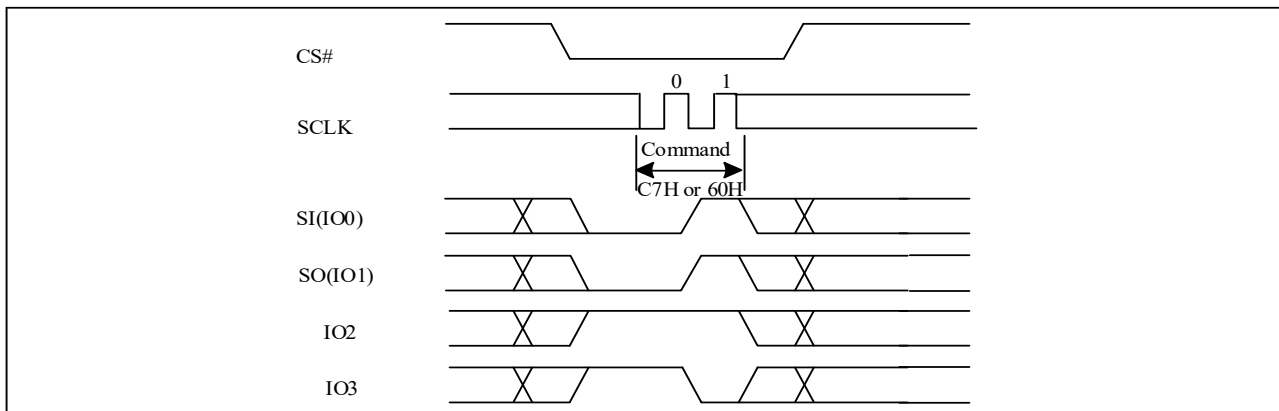 CS#
0 1
SCLK
Command
C7H or 60H
SI(IO0)
SO(IO1)
IO2
IO3